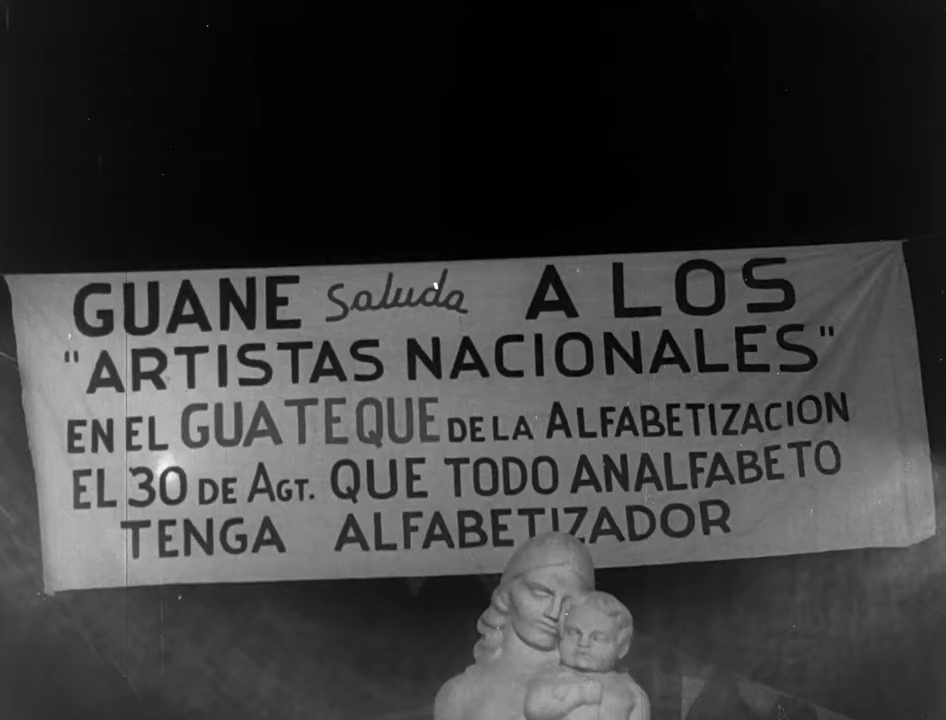 GUANE Saluda A LOS
"ARTISTAS NACIONALES"
EN EL GUATEQUE DE LA ALFABETIZACION
EL 30 DE AGT. QUE TODO ANALFABETO
TENGA ALFABETIZADOR